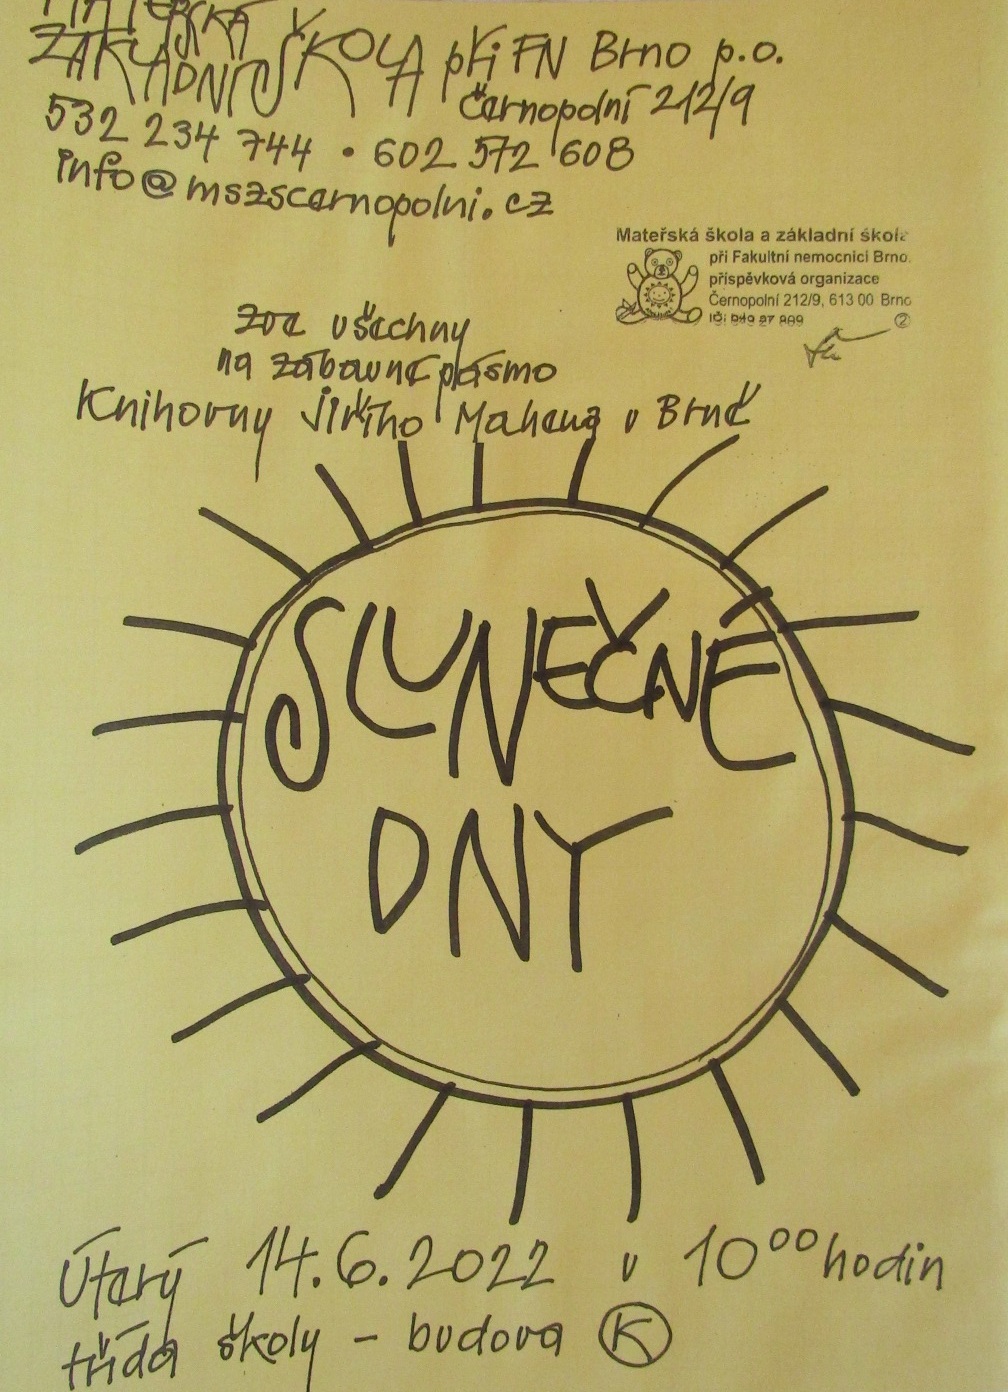 MATEŘSKÁ
ZÁKLADNÍ ŠKOLA při FN Brno p.o.
Černopolní 212/9
532 234 744 • 602 572 608
info@mszscernopolni.cz
Mateřská škola a základní škola
při Fakultní nemocnici Brno,
příspěvková organizace
Černopolní 212/9, 613 00 Brno
IČ:
2
zve všechny
na zábavné pásmo
Knihovny Jiřího Mahena v Brně
SLUNEČNÉ
DNY
Úterý 14.6.2022 v 10⁰⁰ hodin
třída školy - budova K